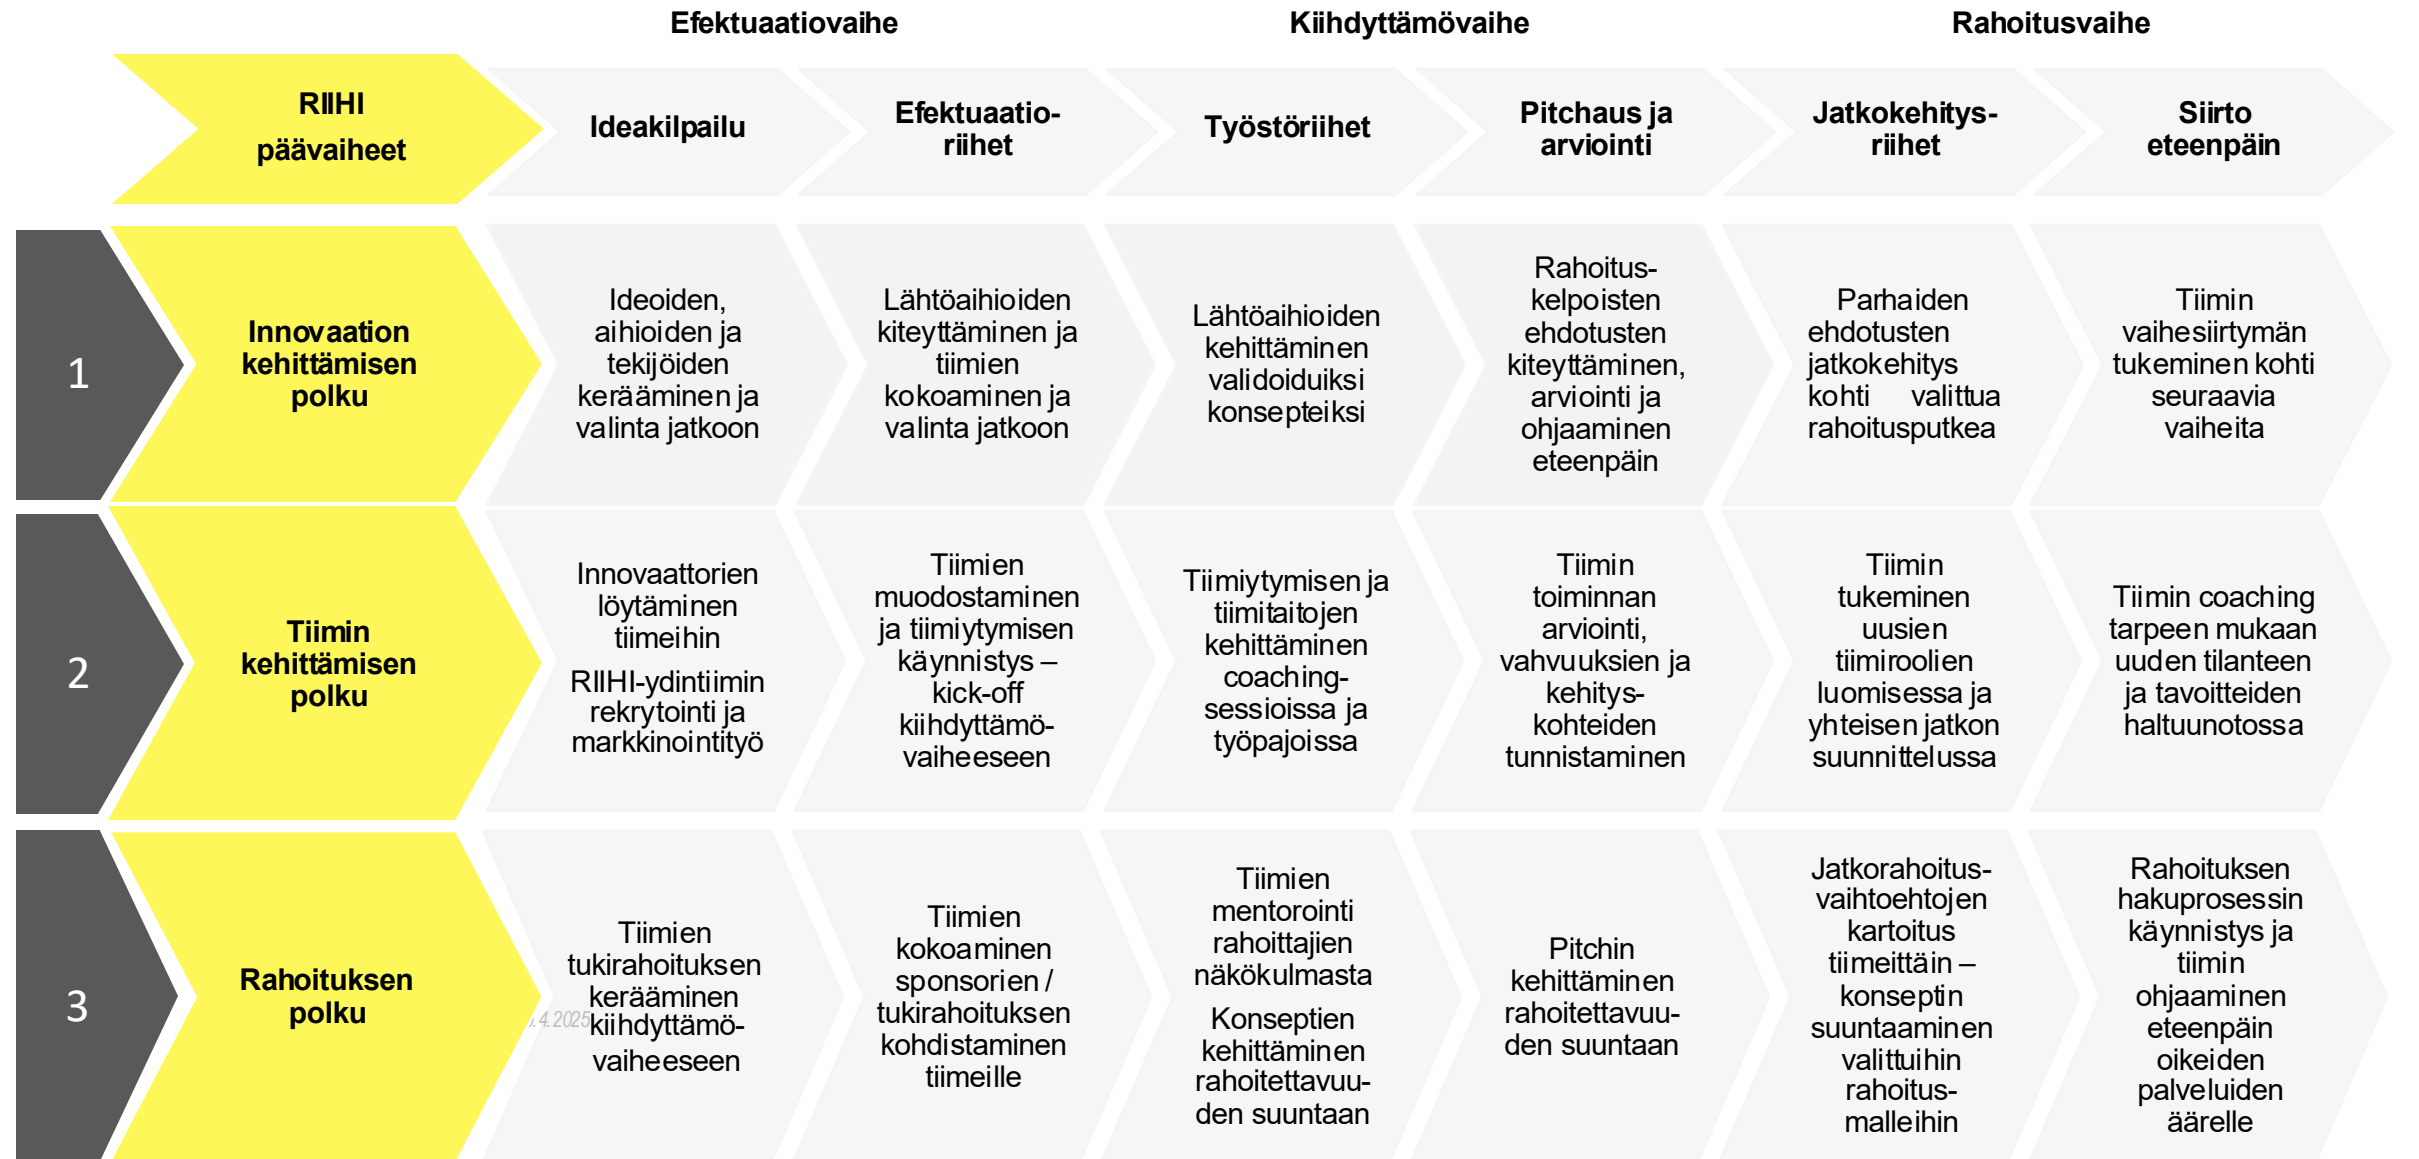 Efektuaatiovaihe
Kiihdyttämövaihe
Rahoitusvaihe
RIIHI
päävaiheet
Ideakilpailu
Efektuaatio-
riihet
Työstöriihet
Pitchaus ja
arviointi
Jatkokehitys-
riihet
Siirto
eteenpäin
1
Innovaation
kehittämisen
polku
Ideoiden,
aihioiden ja
tekijöiden
kerääminen ja
valinta jatkoon
Lähtöaihioiden
kiteyttäminen ja
tiimien
kokoaminen ja
valinta jatkoon
Lähtöaihioiden
kehittäminen
validoiduiksi
konsepteiksi
Rahoitus-
kelpoisten
ehdotusten
kiteyttäminen,
arviointi ja
ohjaaminen
eteenpäin
Parhaiden
ehdotusten
jatkokehitys
kohti valittua
rahoitusputkea
Tiimin
vaihesiirtymän
tukeminen kohti
seuraavia
vaiheita
2
Tiimin
kehittämisen
polku
Innovaattorien
löytäminen
tiimeihin
RIIHI-ydintiimin
rekrytointi ja
markkinointityö
Tiimien
muodostaminen
ja tiimiytymisen
käynnistys –
kick-off
kiihdyttämö-
vaiheeseen
Tiimiytymisen ja
tiimitaitojen
kehittäminen
coaching-
sessioissa ja
työpajoissa
Tiimin
toiminnan
arviointi,
vahvuuksien ja
kehitys-
kohteiden
tunnistaminen
Tiimin
tukeminen
uusien
tiimiroolien
luomisessa ja
yhteisen jatkon
suunnittelussa
Tiimin coaching
tarpeen mukaan
uuden tilanteen
ja tavoitteiden
haltuunotossa
3
Rahoituksen
polku
Tiimien
tukirahoituksen
kerääminen
kiihdyttämö-
vaiheeseen
.4.2025
Tiimien
kokoaminen
sponsorien /
tukirahoituksen
kohdistaminen
tiimeille
Tiimien
mentorointi
rahoittajien
näkökulmasta
Konseptien
kehittäminen
rahoitettavuu-
den suuntaan
Pitchin
kehittäminen
rahoitettavuu-
den suuntaan
Jatkorahoitus-
vaihtoehtojen
kartoitus
tiimeittäin –
konseptin
suuntaaminen
valittuihin
rahoitus-
malleihin
Rahoituksen
hakuprosessin
käynnistys ja
tiimin
ohjaaminen
eteenpäin
oikeiden
palveluiden
äärelle